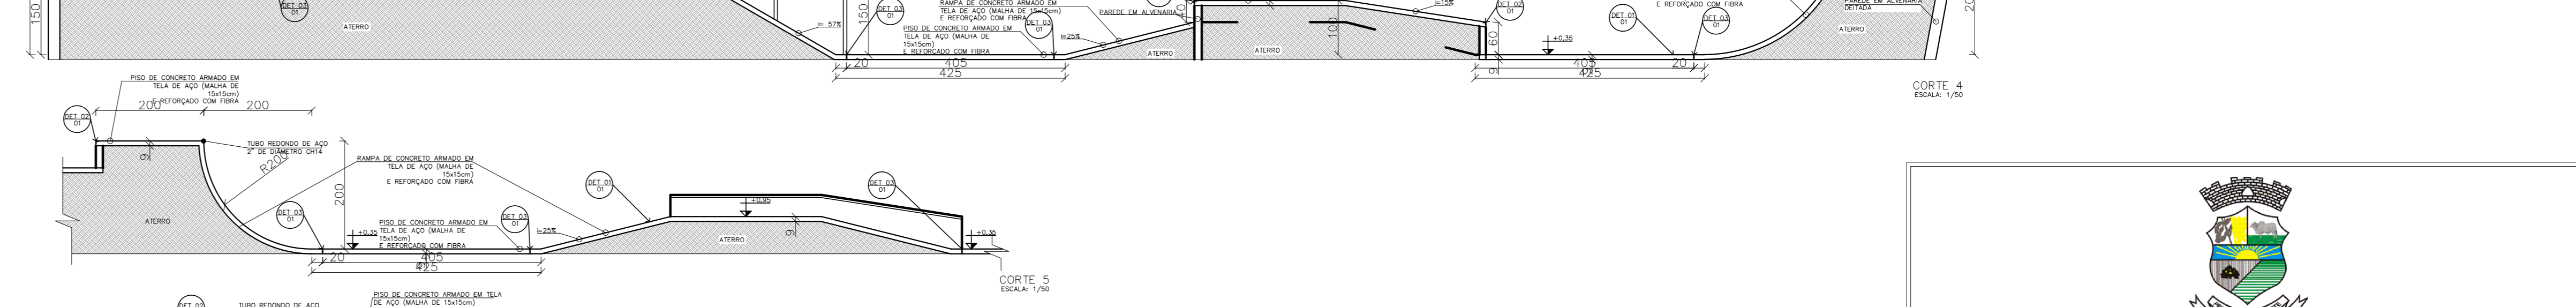 150
DET 03
01
ATERRO
i= 57%
150
DET 03
01
RAMPA DE CONCRETO ARMADO EM
TELA DE AÇO (MALHA DE 15x15cm)
E REFORÇADO COM FIBRA
PISO DE CONCRETO ARMADO EM
TELA DE AÇO (MALHA DE
15x15cm)
E REFORÇADO COM FIBRA
DET 03
01
i=25%
PAREDE EM ALVENARIA
ATERRO
20
405
425
ATERRO
100
i=15%
60
9
DET 02
01
+0,35
DET 01
01
DET 03
01
E REFORÇADO COM FIBRA
405
20
425
PAREDE EM ALVENARIA
DEITADA
ATERRO
20
CORTE 4
ESCALA: 1/50
PISO DE CONCRETO ARMADO EM
TELA DE AÇO (MALHA DE
15x15cm)
E REFORÇADO COM FIBRA
200
200
DET 02
01
9
TUBO REDONDO DE AÇO
2" DE DIÂMETRO CH14
R200
200
RAMPA DE CONCRETO ARMADO EM
TELA DE AÇO (MALHA DE
15x15cm)
E REFORÇADO COM FIBRA
ATERRO
DET 03
01
+0,35
PISO DE CONCRETO ARMADO EM
TELA DE AÇO (MALHA DE
15x15cm)
E REFORÇADO COM FIBRA
DET 03
01
i=25%
DET 01
01
+0,95
9
ATERRO
DET 03
01
+0,35
20
405
425
CORTE 5
ESCALA: 1/50
DET 02
TUBO REDONDO DE AÇO
PISO DE CONCRETO ARMADO EM TELA
DE AÇO (MALHA DE 15x15cm)